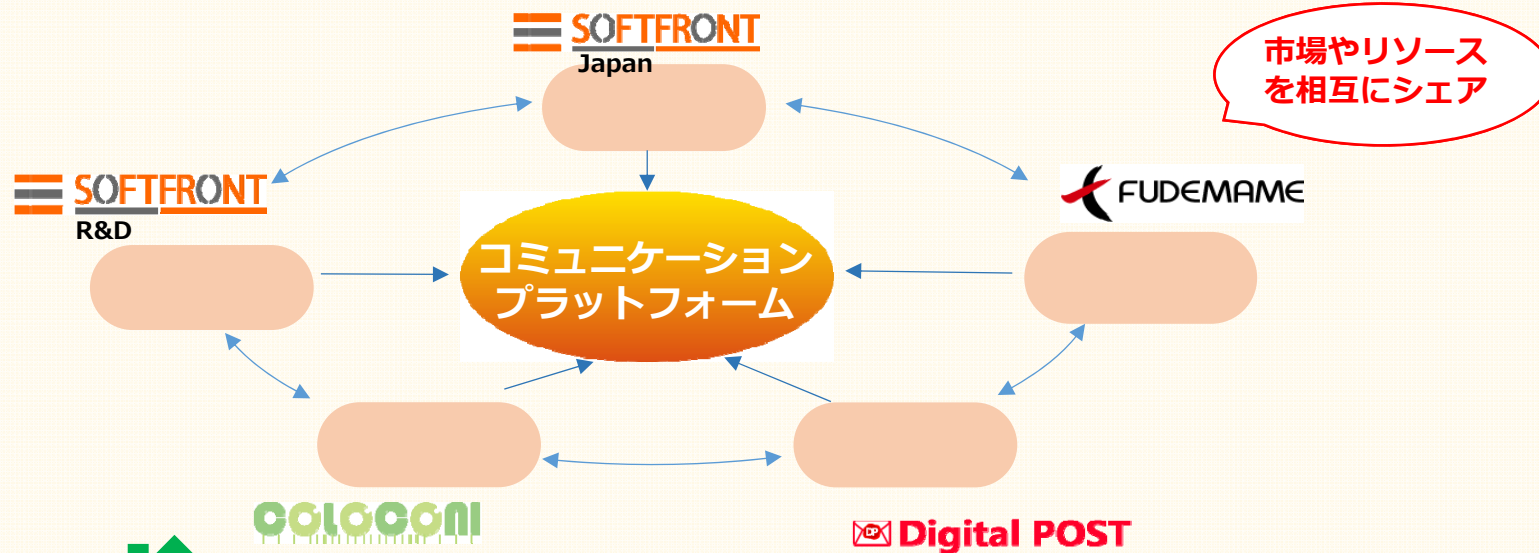 SOFTFRONT
Japan
市場やリソース
を相互にシェア
SOFTFRONT
R&D
FUDEMAME
コミュニケーション
プラットフォーム
COLOCONI
Digital POST